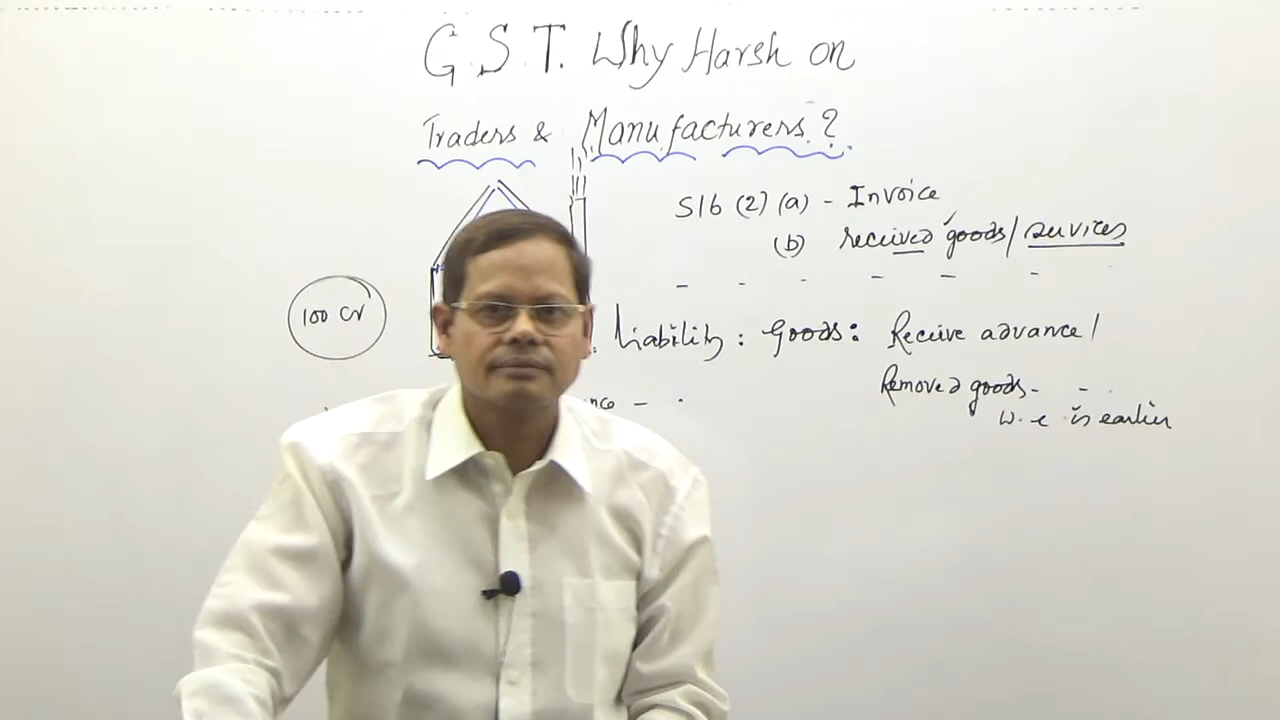 G.S.T. Why Harsh on
Traders & Manufacturers.?
S16 (2) (a) - Invoice
(b) received goods/services
100 Cr
Liability : Goods: Receive advance/
Removed goods - -
w.e is earlier